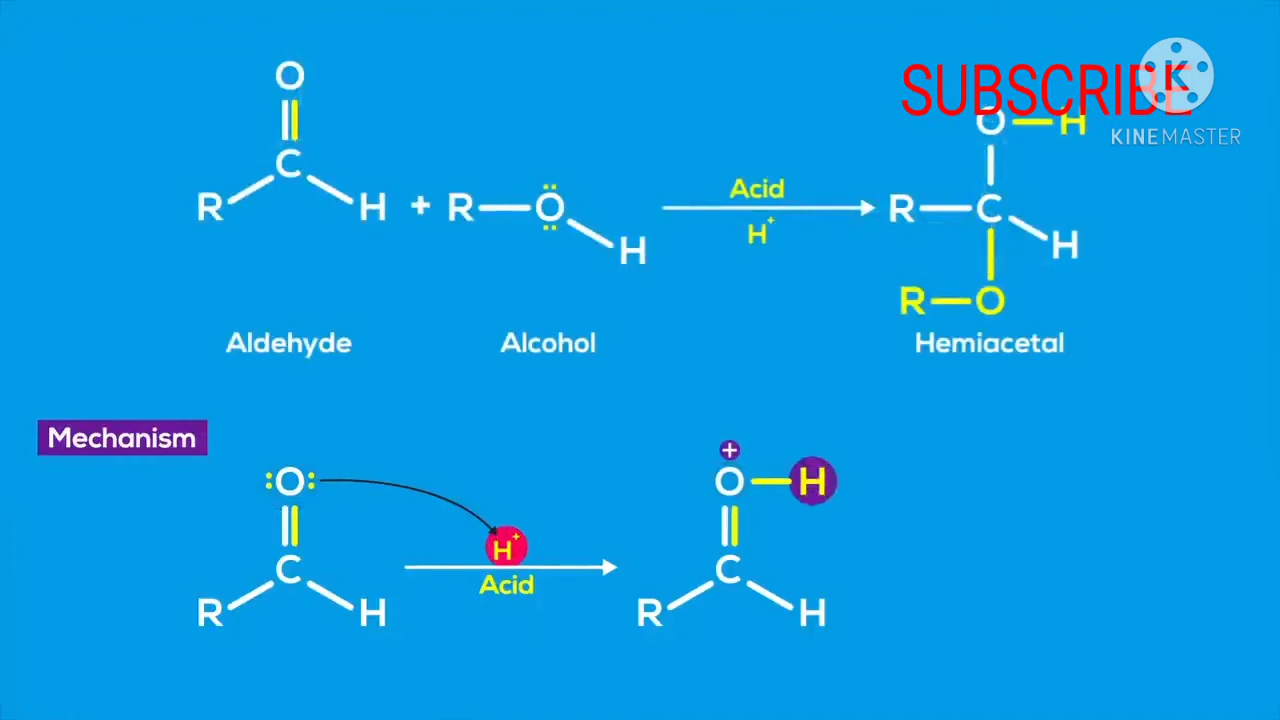 O
SUBSCRIBE
K
KINEMASTER
O H
C
R H + R O H
Acid
H+
R C H
R O
Aldehyde Alcohol Hemiacetal
Mechanism
+
:O: O H
H+
C Acid C
R H R H